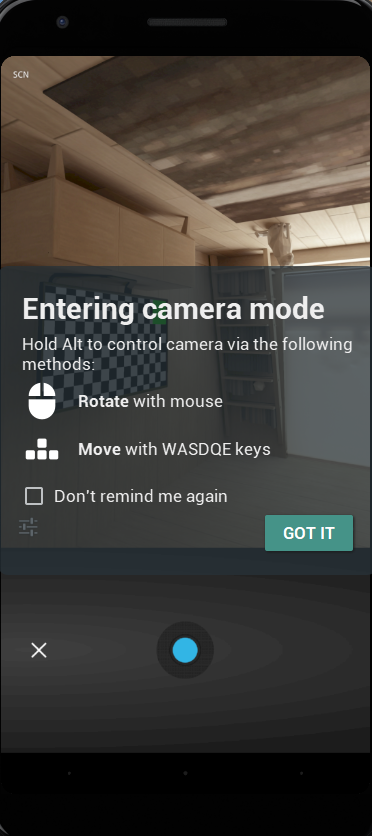 SCN
Entering camera mode
Hold Alt to control camera via the following
methods:
Rotate with mouse
Move with WASDQE keys
Don't remind me again
GOT IT